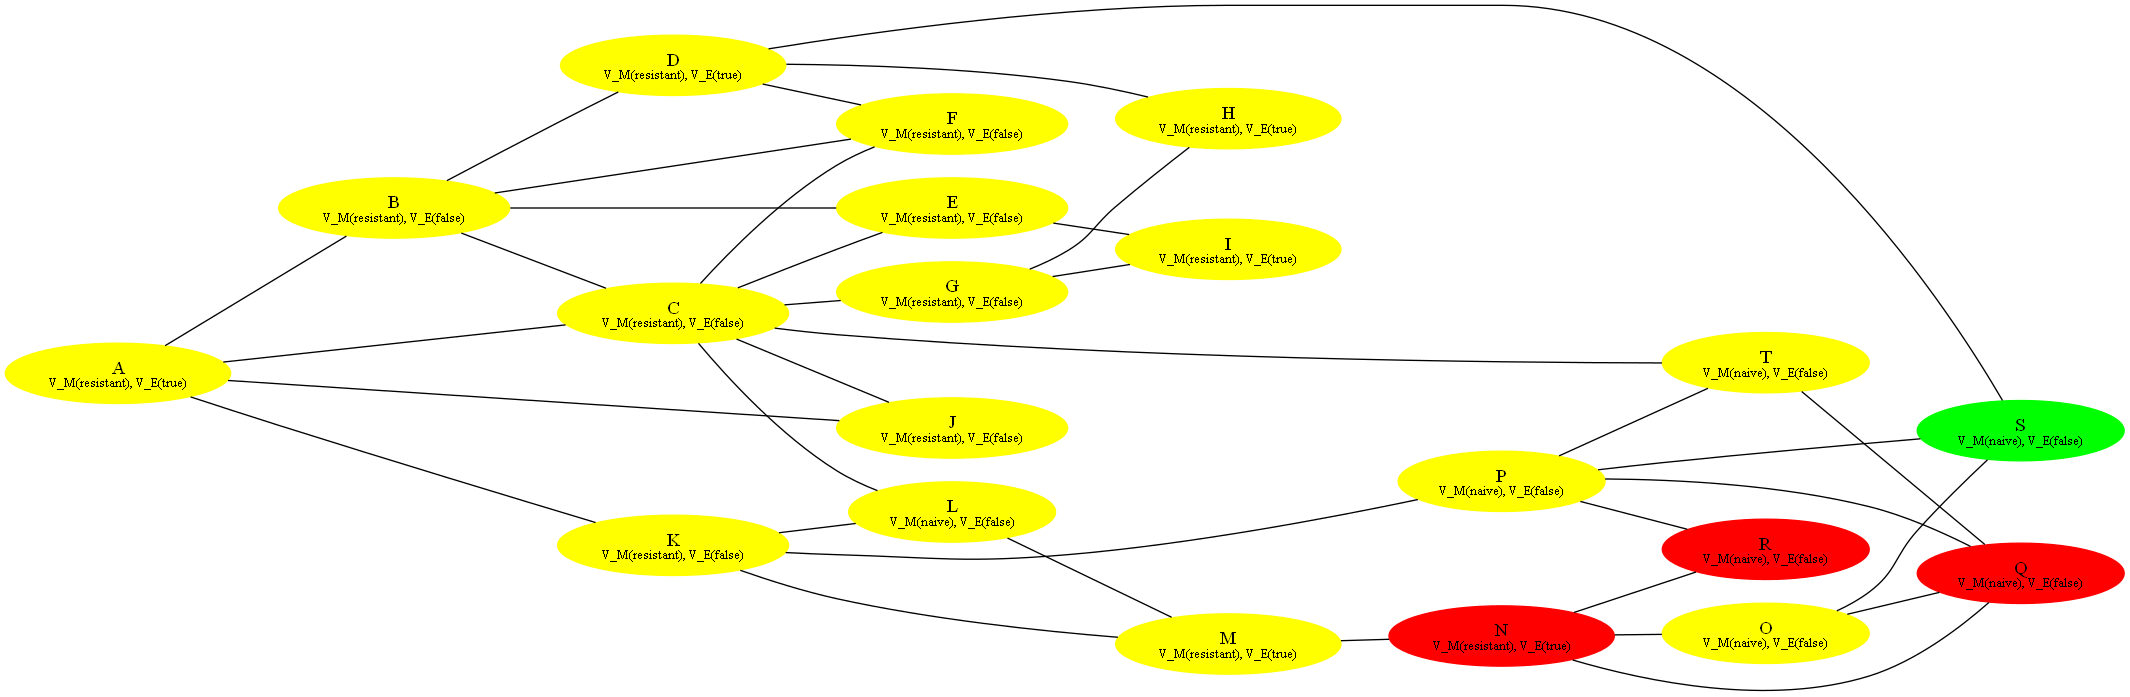 D
V_M(resistant), V_E(true)
H
V_M(resistant), V_E(true)
F
V_M(resistant), V_E(false)
B
V_M(resistant), V_E(false)
E
V_M(resistant), V_E(false)
I
V_M(resistant), V_E(true)
G
V_M(resistant), V_E(false)
C
V_M(resistant), V_E(false)
T
V_M(naive), V_E(false)
A
V_M(resistant), V_E(true)
J
V_M(resistant), V_E(false)
S
V_M(naive), V_E(false)
P
V_M(naive), V_E(false)
L
V_M(naive), V_E(false)
K
V_M(resistant), V_E(false)
R
V_M(naive), V_E(false)
Q
V_M(naive), V_E(false)
O
V_M(naive), V_E(false)
N
V_M(resistant), V_E(true)
M
V_M(resistant), V_E(true)